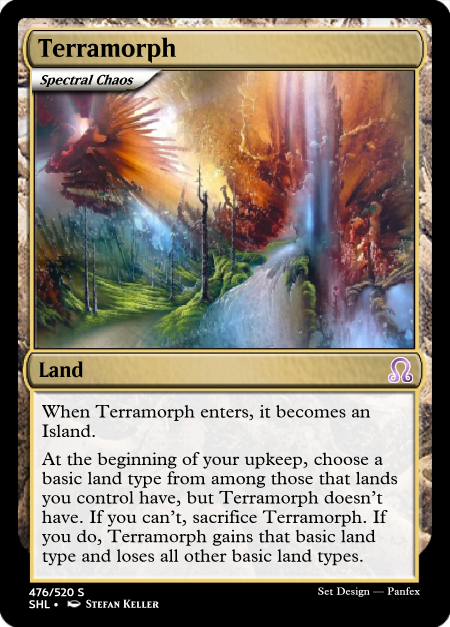 Terramorph
Spectral Chaos
Land
When Terramorph enters, it becomes an
Island.
At the beginning of your upkeep, choose a
basic land type from among those that lands
you control have, but Terramorph doesn't
have. If you can't, sacrifice Terramorph. If
you do, Terramorph gains that basic land
type and loses all other basic land types.
476/520 S
SHL • Stefan Keller
Set Design — Panfex